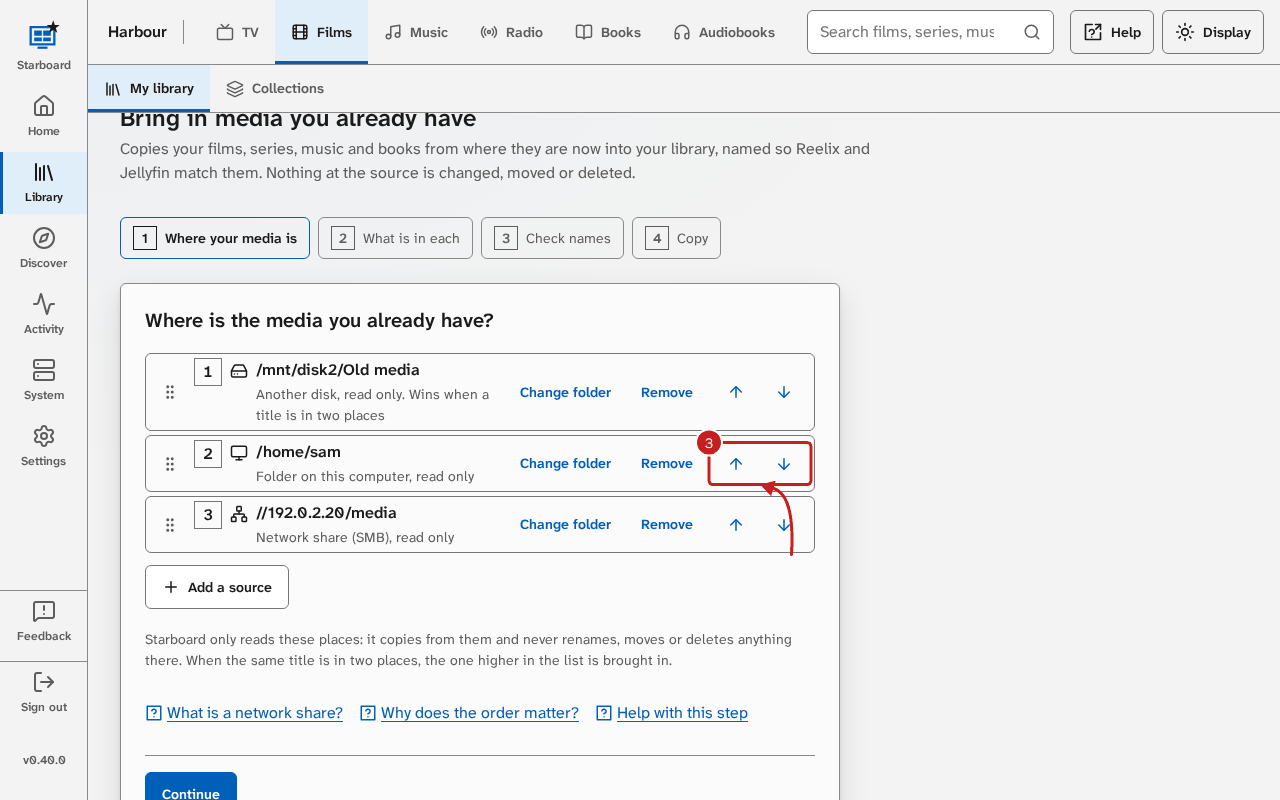 Starboard
Home
Library
Discover
Activity
System
Settings
Feedback
Sign out
v0.40.0
Harbour
TV
Films
Music
Radio
Books
Audiobooks
Search films, series, mus
Help
Display
My library
Collections
Bring in media you already have
Copies your films, series, music and books from where they are now into your library, named so Reelix and
Jellyfin match them. Nothing at the source is changed, moved or deleted.
1 Where your media is
2 What is in each
3 Check names
4 Copy
Where is the media you already have?
1 /mnt/disk2/Old media
Another disk, read only. Wins when a
title is in two places
Change folder
Remove
2 /home/sam
Folder on this computer, read only
Change folder
Remove
3
3 //192.0.2.20/media
Network share (SMB), read only
Change folder
Remove
Add a source
Starboard only reads these places: it copies from them and never renames, moves or deletes anything
there. When the same title is in two places, the one higher in the list is brought in.
What is a network share?
Why does the order matter?
Help with this step
Continue